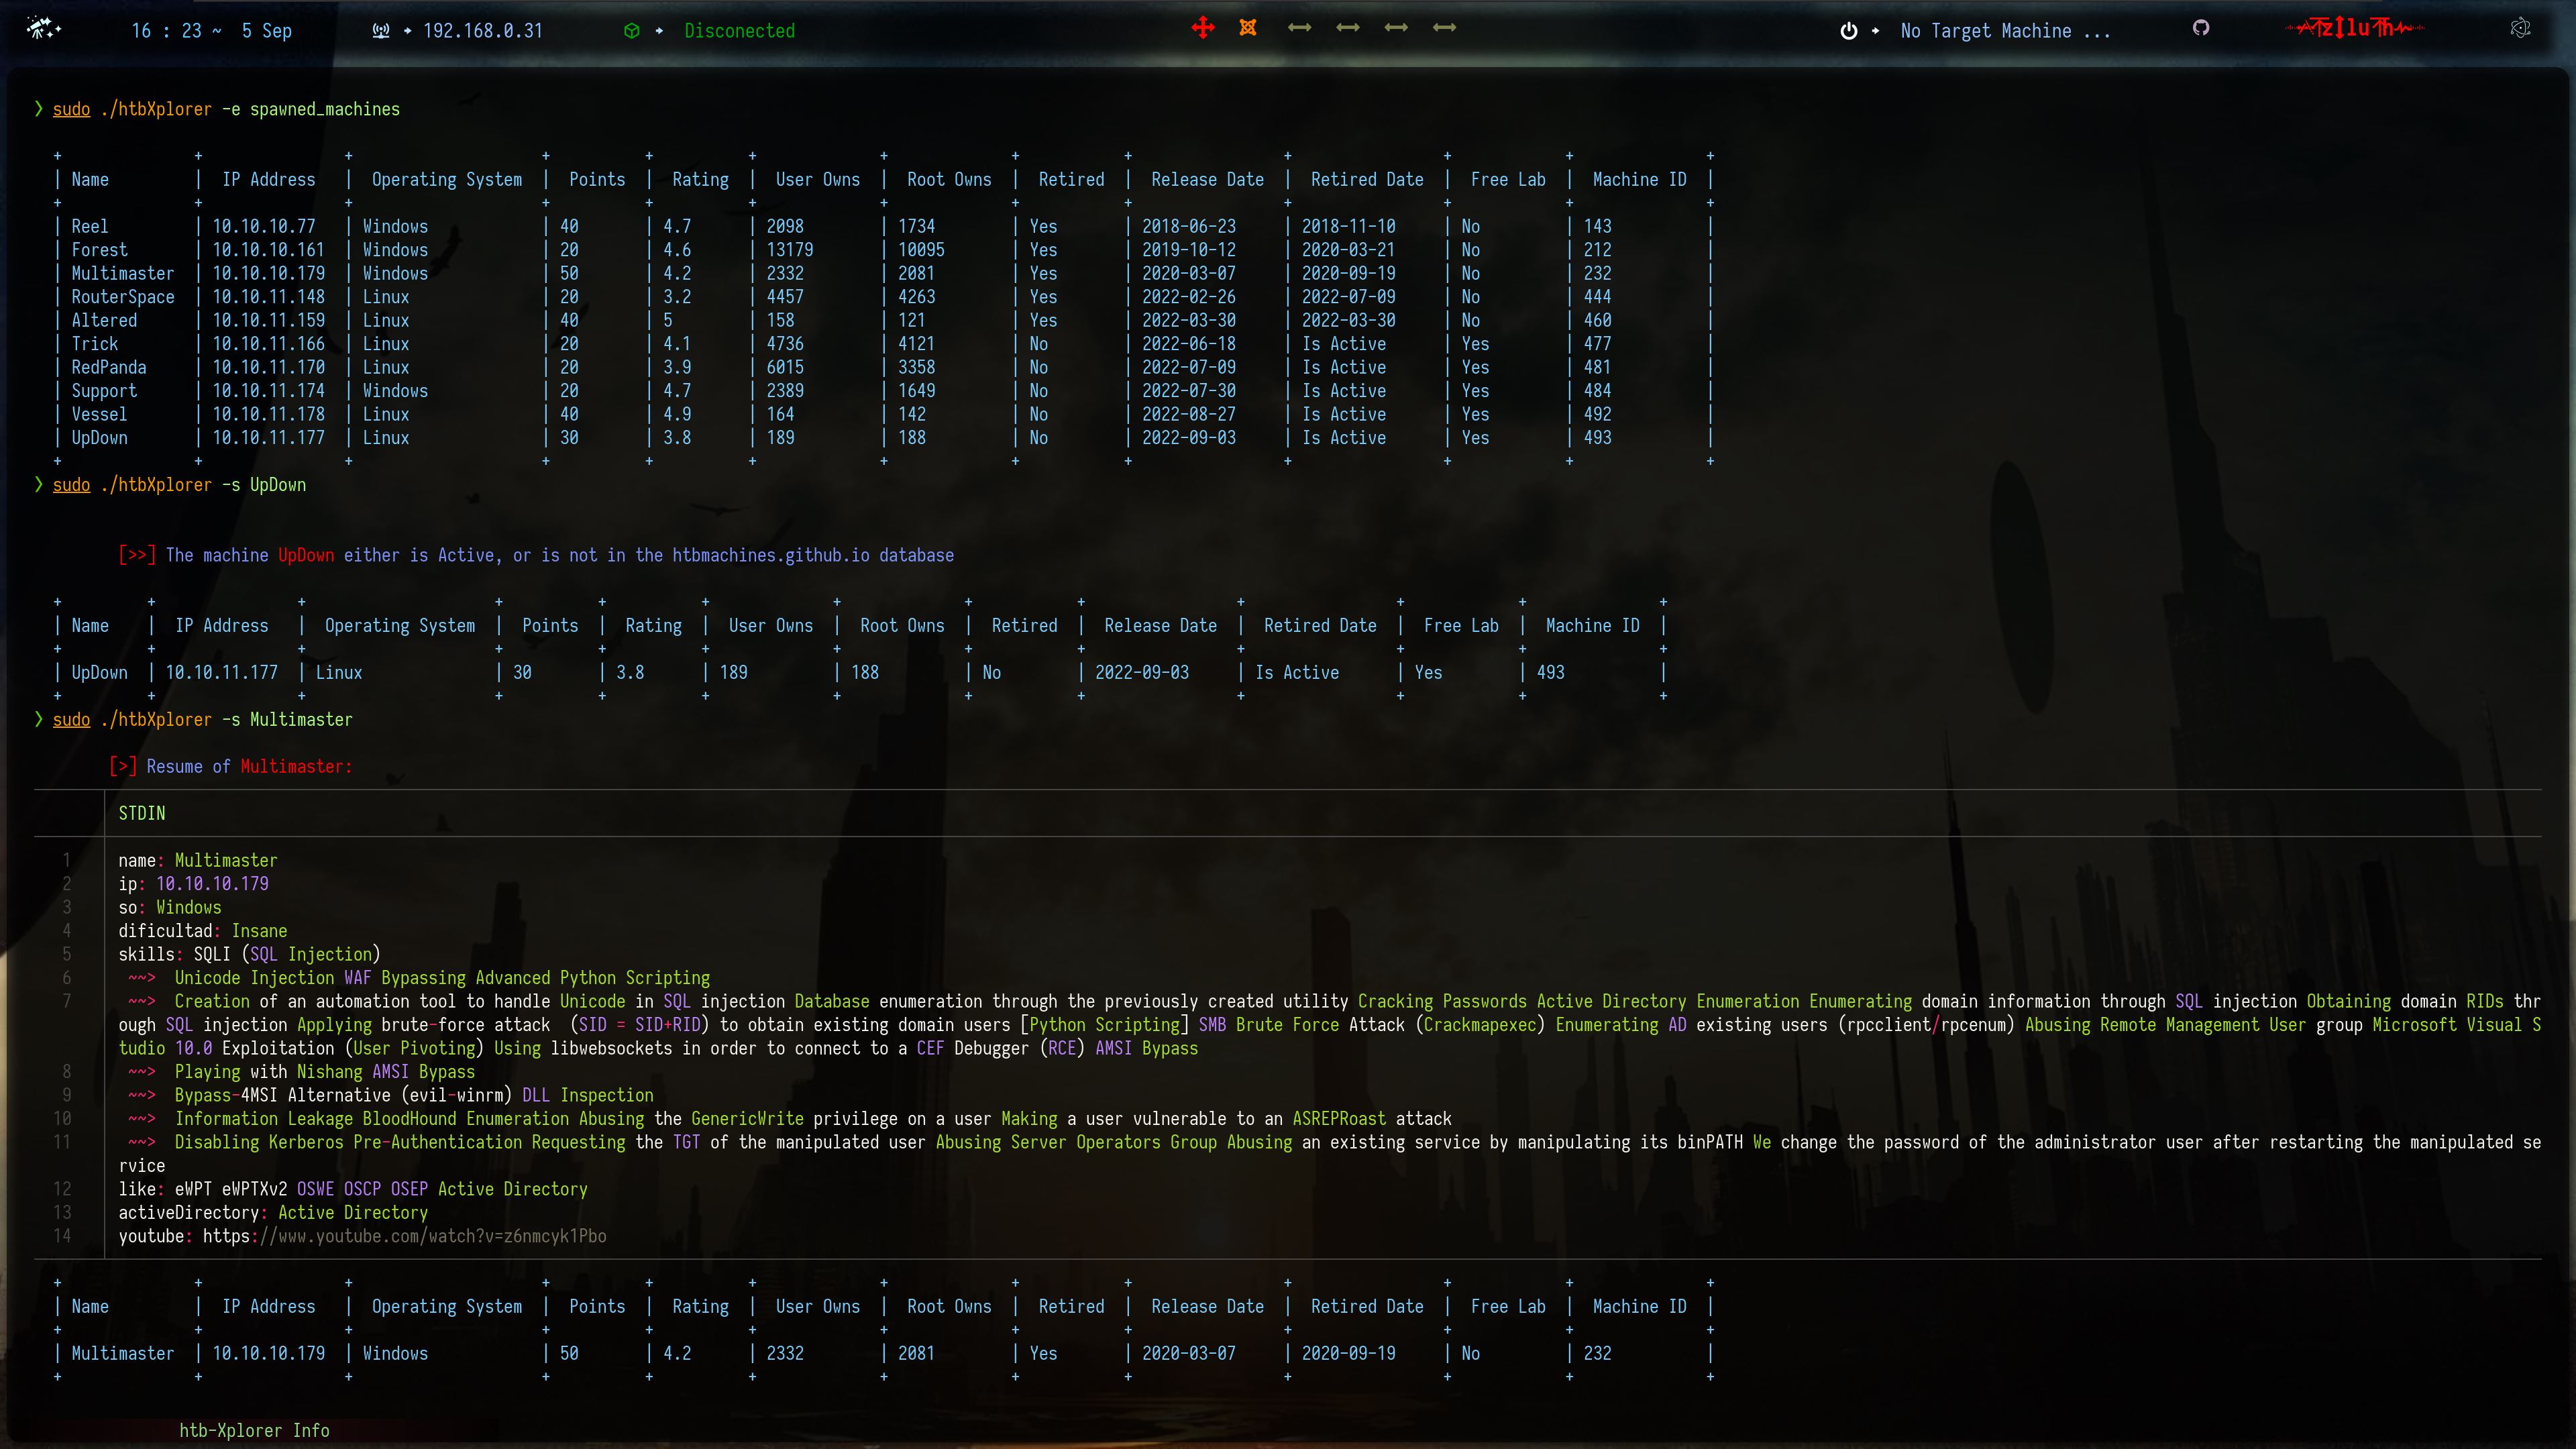 16 : 23 ~ 5 Sep 192.168.0.31 Disconected No Target Machine ...
❯ sudo ./htbXplorer -e spawned_machines
| Name | IP Address | Operating System | Points | Rating | User Owns | Root Owns | Retired | Release Date | Retired Date | Free Lab | Machine ID |
| Reel | 10.10.10.77 | Windows | 40 | 4.7 | 2098 | 1734 | Yes | 2018-06-23 | 2018-11-10 | No | 143 |
| Forest | 10.10.10.161 | Windows | 20 | 4.6 | 13179 | 10095 | Yes | 2019-10-12 | 2020-03-21 | No | 212 |
| Multimaster | 10.10.10.179 | Windows | 50 | 4.2 | 2332 | 2081 | Yes | 2020-03-07 | 2020-09-19 | No | 232 |
| RouterSpace | 10.10.11.148 | Linux | 20 | 3.2 | 4457 | 4263 | Yes | 2022-02-26 | 2022-07-09 | No | 444 |
| Altered | 10.10.11.159 | Linux | 40 | 5 | 158 | 121 | Yes | 2022-03-30 | 2022-03-30 | No | 460 |
| Trick | 10.10.11.166 | Linux | 20 | 4.1 | 4736 | 4121 | No | 2022-06-18 | Is Active | Yes | 477 |
| RedPanda | 10.10.11.170 | Linux | 20 | 3.9 | 6015 | 3358 | No | 2022-07-09 | Is Active | Yes | 481 |
| Support | 10.10.11.174 | Windows | 20 | 4.7 | 2389 | 1649 | No | 2022-07-30 | Is Active | Yes | 484 |
| Vessel | 10.10.11.178 | Linux | 40 | 4.9 | 164 | 142 | No | 2022-08-27 | Is Active | Yes | 492 |
| UpDown | 10.10.11.177 | Linux | 30 | 3.8 | 189 | 188 | No | 2022-09-03 | Is Active | Yes | 493 |
❯ sudo ./htbXplorer -s UpDown
[>>] The machine UpDown either is Active, or is not in the htbmachines.github.io database
| Name | IP Address | Operating System | Points | Rating | User Owns | Root Owns | Retired | Release Date | Retired Date | Free Lab | Machine ID |
| UpDown | 10.10.11.177 | Linux | 30 | 3.8 | 189 | 188 | No | 2022-09-03 | Is Active | Yes | 493 |
❯ sudo ./htbXplorer -s Multimaster
[>] Resume of Multimaster:
STDIN
1 name: Multimaster
2 ip: 10.10.10.179
3 so: Windows
4 dificultad: Insane
5 skills: SQLI (SQL Injection)
6 ~~> Unicode Injection WAF Bypassing Advanced Python Scripting
7 ~~> Creation of an automation tool to handle Unicode in SQL injection Database enumeration through the previously created utility Cracking Passwords Active Directory Enumeration Enumerating domain information through SQL injection Obtaining domain RIDs thr
ough SQL injection Applying brute-force attack (SID = SID+RID) to obtain existing domain users [Python Scripting] SMB Brute Force Attack (Crackmapexec) Enumerating AD existing users (rpcclient/rpcenum) Abusing Remote Management User group Microsoft Visual S
tudio 10.0 Exploitation (User Pivoting) Using libwebsockets in order to connect to a CEF Debugger (RCE) AMSI Bypass
8 ~~> Playing with Nishang AMSI Bypass
9 ~~> Bypass-4MSI Alternative (evil-winrm) DLL Inspection
10 ~~> Information Leakage BloodHound Enumeration Abusing the GenericWrite privilege on a user Making a user vulnerable to an ASREPRoast attack
11 ~~> Disabling Kerberos Pre-Authentication Requesting the TGT of the manipulated user Abusing Server Operators Group Abusing an existing service by manipulating its binPATH We change the password of the administrator user after restarting the manipulated se
rvice
12 like: eWPT eWPTXv2 OSWE OSCP OSEP Active Directory
13 activeDirectory: Active Directory
14 youtube: https://www.youtube.com/watch?v=z6nmcyk1Pbo
| Name | IP Address | Operating System | Points | Rating | User Owns | Root Owns | Retired | Release Date | Retired Date | Free Lab | Machine ID |
| Multimaster | 10.10.10.179 | Windows | 50 | 4.2 | 2332 | 2081 | Yes | 2020-03-07 | 2020-09-19 | No | 232 |
htb-Xplorer Info